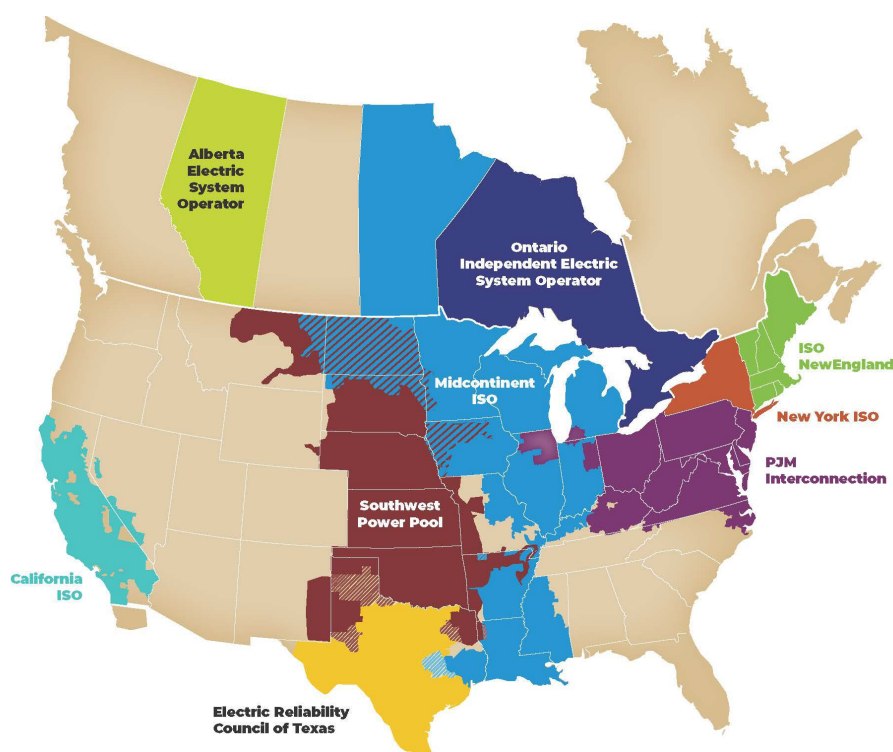 Alberta
Electric
System
Operator
Ontario
Independent Electric
System Operator
ISO
NewEngland
Midcontinent
ISO
New York ISO
PJM
Interconnection
Southwest
Power Pool
California
ISO
Electric Reliability
Council of Texas